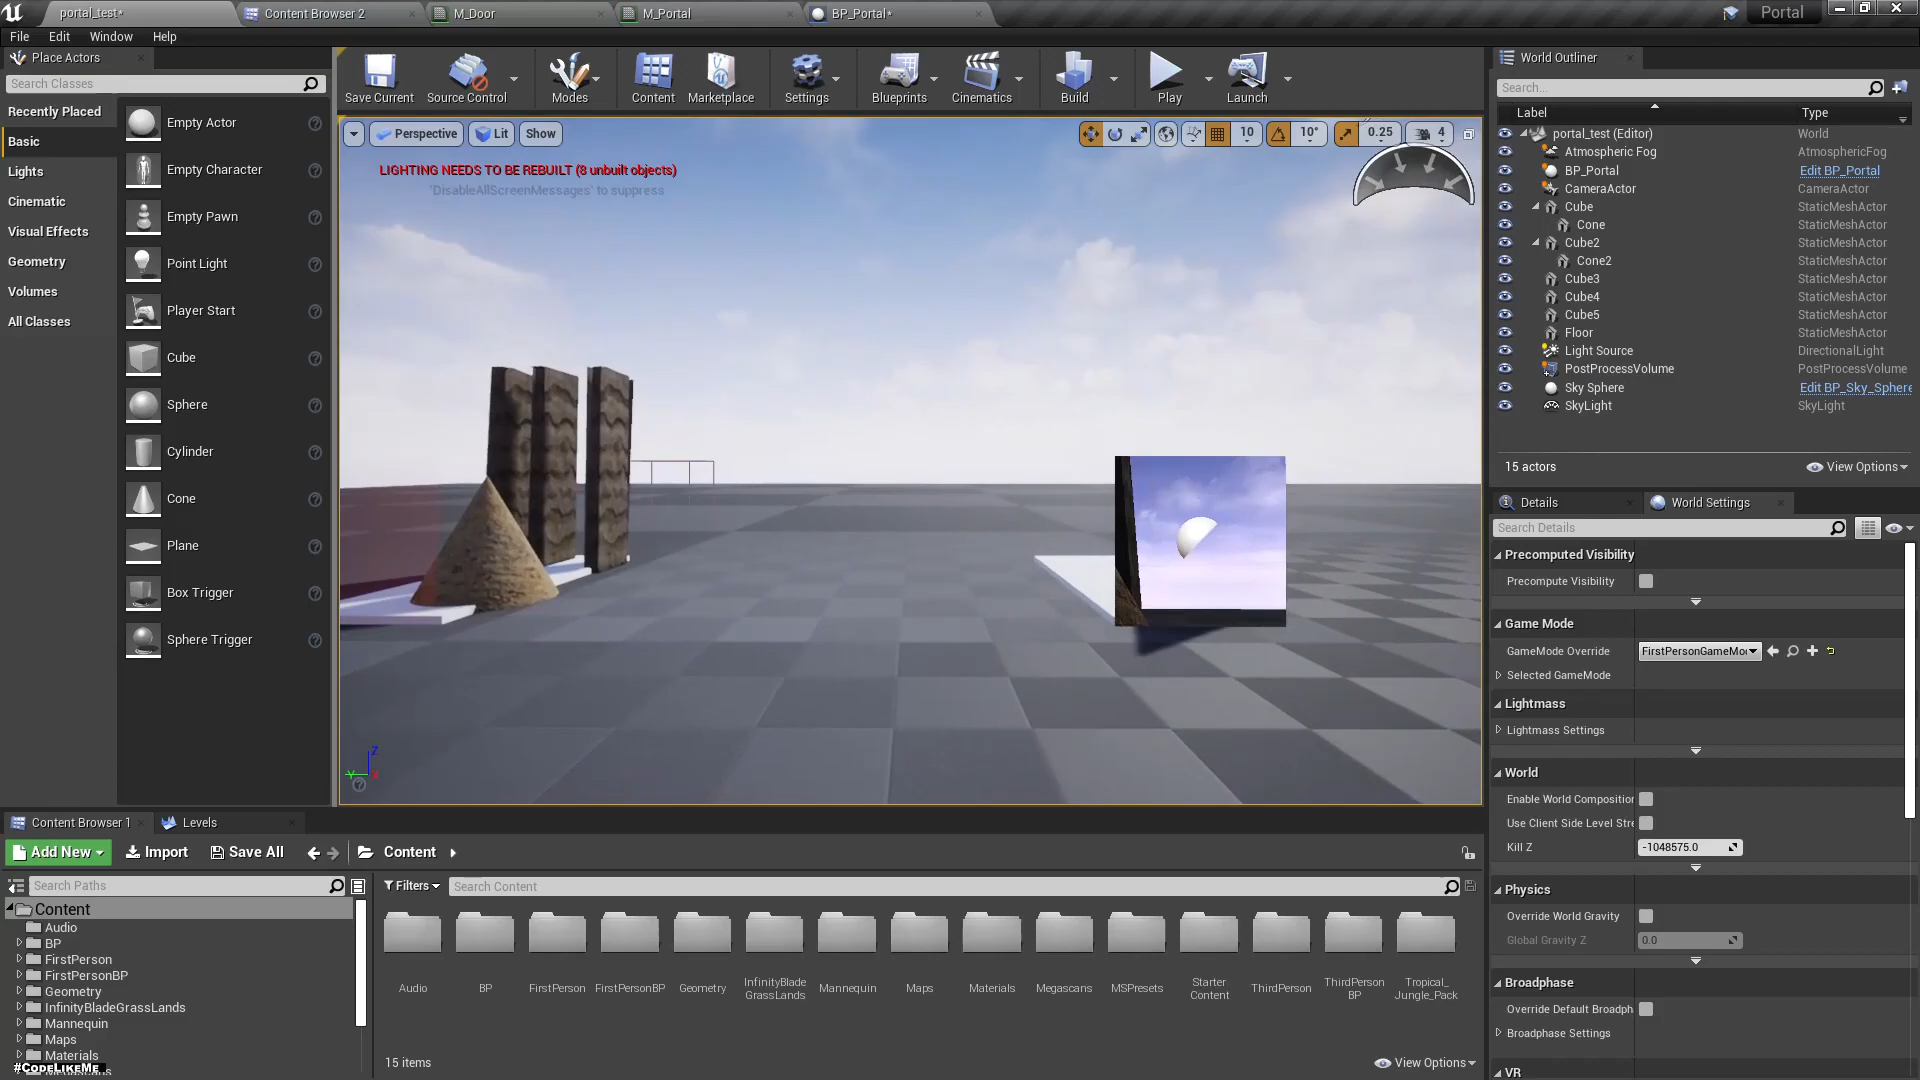 portal_test*
Content Browser 2
M_Door
M_Portal
BP_Portal*
Portal
File
Edit
Window
Help
Place Actors
Search Classes
Recently Placed
Basic
Lights
Cinematic
Visual Effects
Geometry
Volumes
All Classes
Empty Actor
Empty Character
Empty Pawn
Point Light
Player Start
Cube
Sphere
Cylinder
Cone
Plane
Box Trigger
Sphere Trigger
Save Current
Source Control
Modes
Content
Marketplace
Settings
Blueprints
Cinematics
Build
Play
Launch
Perspective
Lit
Show
10
10°
0.25
4
LIGHTING NEEDS TO BE REBUILT (8 unbuilt objects)
'DisableAllScreenMessages' to suppress
Z
Y
X
World Outliner
Search...
Label
Type
portal_test (Editor)
World
Atmospheric Fog
AtmosphericFog
BP_Portal
Edit BP_Portal
CameraActor
CameraActor
Cube
StaticMeshActor
Cone
StaticMeshActor
Cube2
StaticMeshActor
Cone2
StaticMeshActor
Cube3
StaticMeshActor
Cube4
StaticMeshActor
Cube5
StaticMeshActor
Floor
StaticMeshActor
Light Source
DirectionalLight
PostProcessVolume
PostProcessVolume
Sky Sphere
Edit BP_Sky_Sphere
SkyLight
SkyLight
15 actors
View Options
Details
World Settings
Search Details
Precomputed Visibility
Precompute Visibility
Game Mode
GameMode Override
FirstPersonGameMo
Selected GameMode
Lightmass
Lightmass Settings
World
Enable World Composition
Use Client Side Level Stre
Kill Z
-1048575.0
Physics
Override World Gravity
Global Gravity Z
0.0
Broadphase
Override Default Broadph
Broadphase Settings
VR
Content Browser 1
Levels
Add New
Import
Save All
Content
Search Paths
Filters
Search Content
Content
Audio
BP
FirstPerson
FirstPersonBP
Geometry
InfinityBladeGrassLands
Mannequin
Maps
Materials
#CodeLikeMe
Audio
BP
FirstPerson
FirstPersonBP
Geometry
InfinityBlade
GrassLands
Mannequin
Maps
Materials
Megascans
MSPresets
Starter
Content
ThirdPerson
ThirdPerson
BP
Tropical_
Jungle_Pack
15 items
View Options